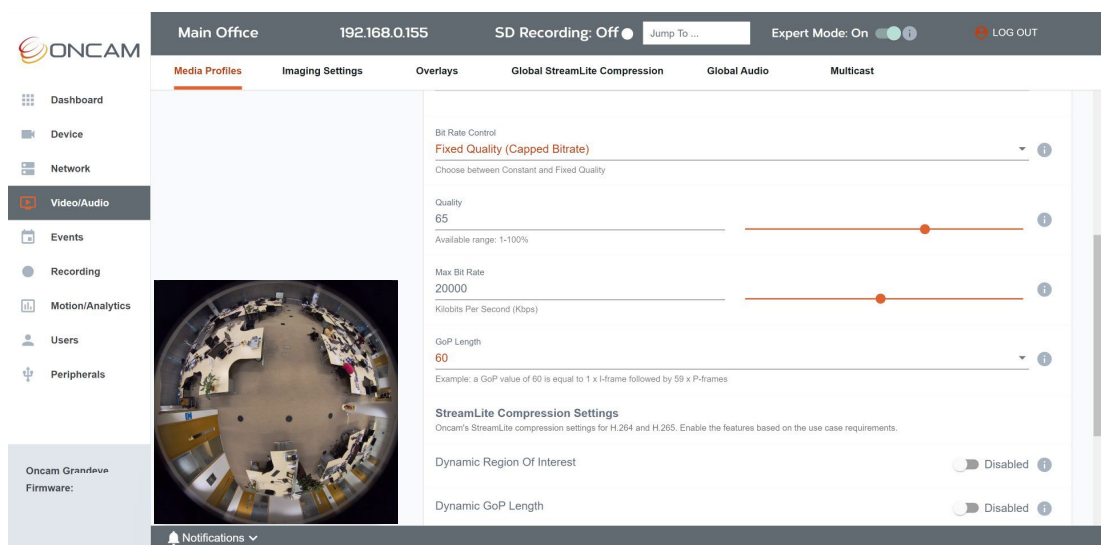 ONCAM
Main Office
192.168.0.155
SD Recording: Off
Jump To ...
Expert Mode: On
LOG OUT
Media Profiles
Imaging Settings
Overlays
Global StreamLite Compression
Global Audio
Multicast
Dashboard
Device
Network
Video/Audio
Events
Recording
Motion/Analytics
Users
Peripherals
Oncam Grandeye
Firmware:
Bit Rate Control
Fixed Quality (Capped Bitrate)
Choose between Constant and Fixed Quality
Quality
65
Available range: 1-100%
Max Bit Rate
20000
Kilobits Per Second (Kbps)
GoP Length
60
Example: a GoP value of 60 is equal to 1 x I-frame followed by 59 x P-frames
StreamLite Compression Settings
Oncam's StreamLite compression settings for H.264 and H.265. Enable the features based on the use case requirements.
Dynamic Region Of Interest
Disabled
Dynamic GoP Length
Disabled
Notifications